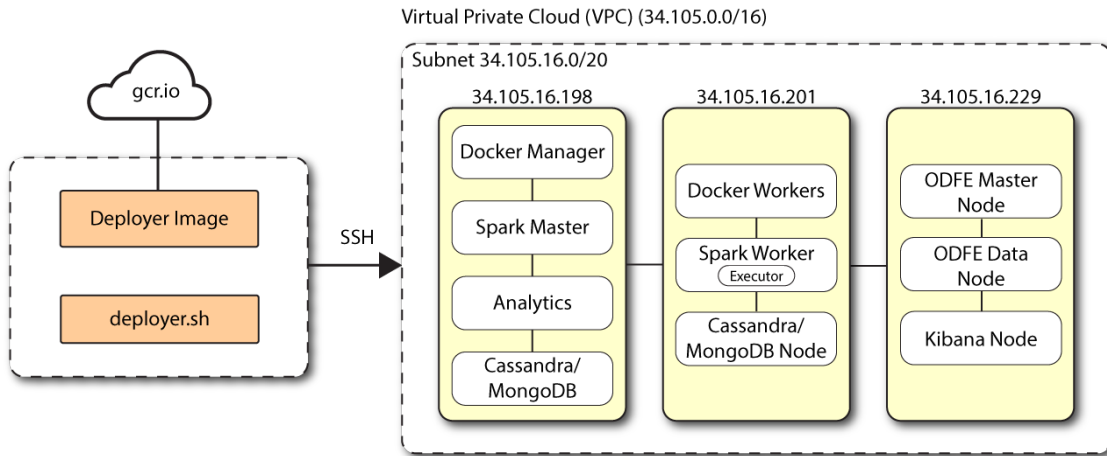 Virtual Private Cloud (VPC) (34.105.0.0/16)
Subnet 34.105.16.0/20
gcr.io
Deployer Image
deployer.sh
SSH
34.105.16.198
Docker Manager
Spark Master
Analytics
Cassandra/
MongoDB
34.105.16.201
Docker Workers
Spark Worker
Executor
Cassandra/
MongoDB Node
34.105.16.229
ODFE Master
Node
ODFE Data
Node
Kibana Node